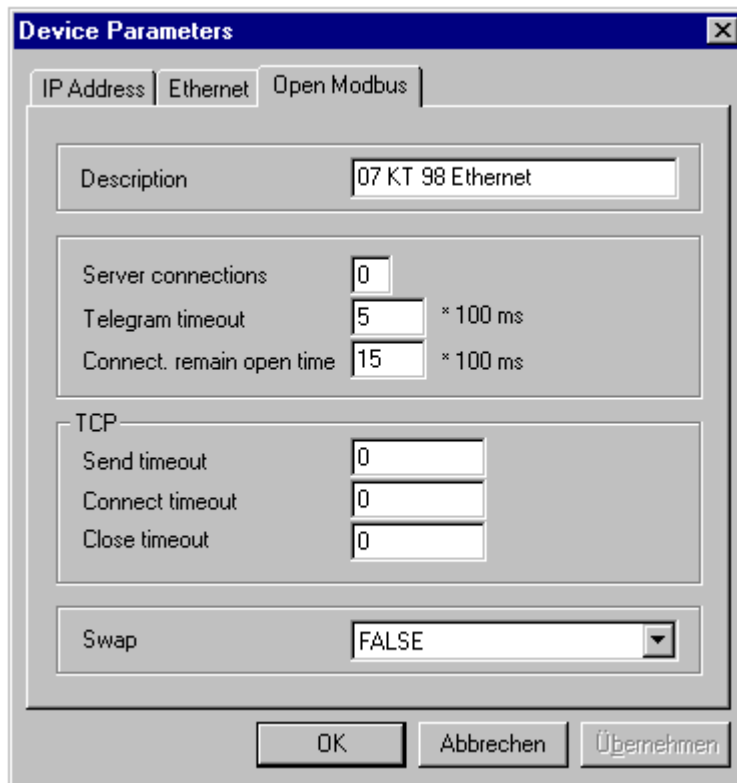 Device Parameters
IP Address Ethernet Open Modbus
Description 07 KT 98 Ethernet
Server connections 0
Telegram timeout 5 * 100 ms
Connect. remain open time 15 * 100 ms
TCP
Send timeout 0
Connect timeout 0
Close timeout 0
Swap FALSE
OK Abbrechen Übernehmen